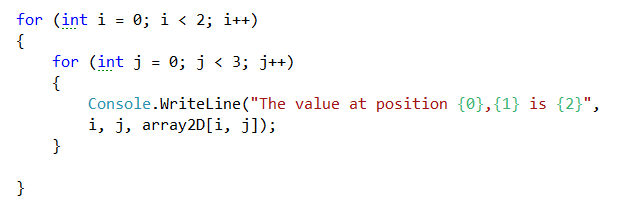 for (int i = 0; i < 2; i++)
{
    for (int j = 0; j < 3; j++)
    {
        Console.WriteLine("The value at position {0},{1} is {2}",
        i, j, array2D[i, j]);
    }

}